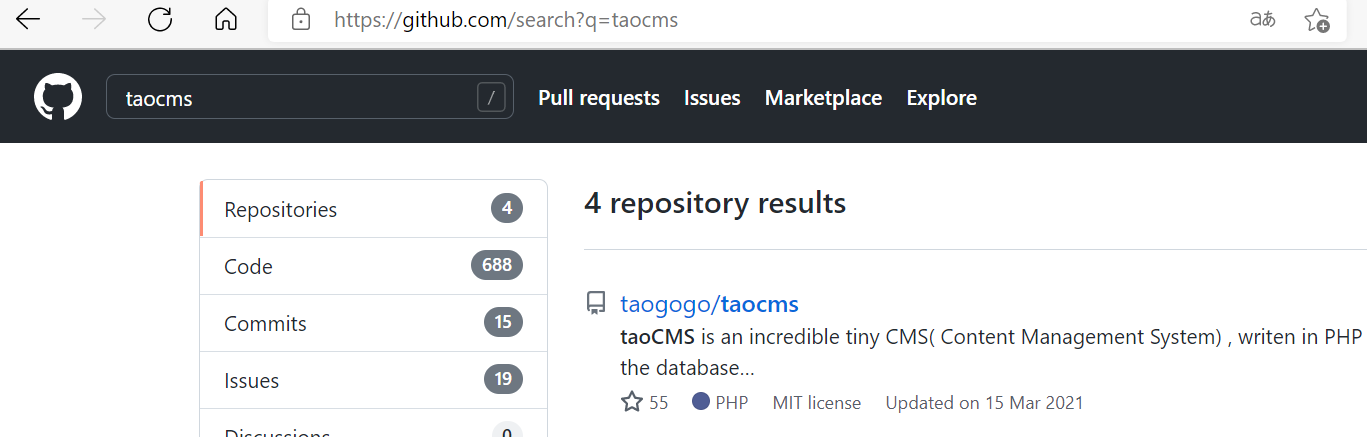 https://github.com/search?q=taocms
aあ
taocms
/
Pull requests
Issues
Marketplace
Explore
Repositories
4
Code
688
Commits
15
Issues
19
Discussions
0
4 repository results
taogogo/taocms
taoCMS is an incredible tiny CMS( Content Management System) , writen in PHP
the database...
55
PHP
MIT license
Updated on 15 Mar 2021